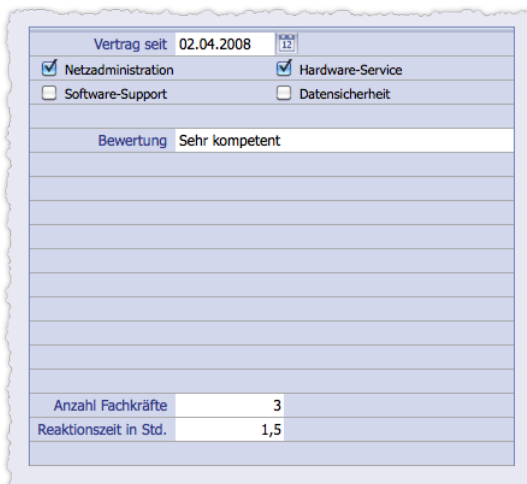 Vertrag seit 02.04.2008 12
Netzadministration Hardware-Service
Software-Support Datensicherheit
Bewertung Sehr kompetent
Anzahl Fachkräfte 3
Reaktionszeit in Std. 1,5